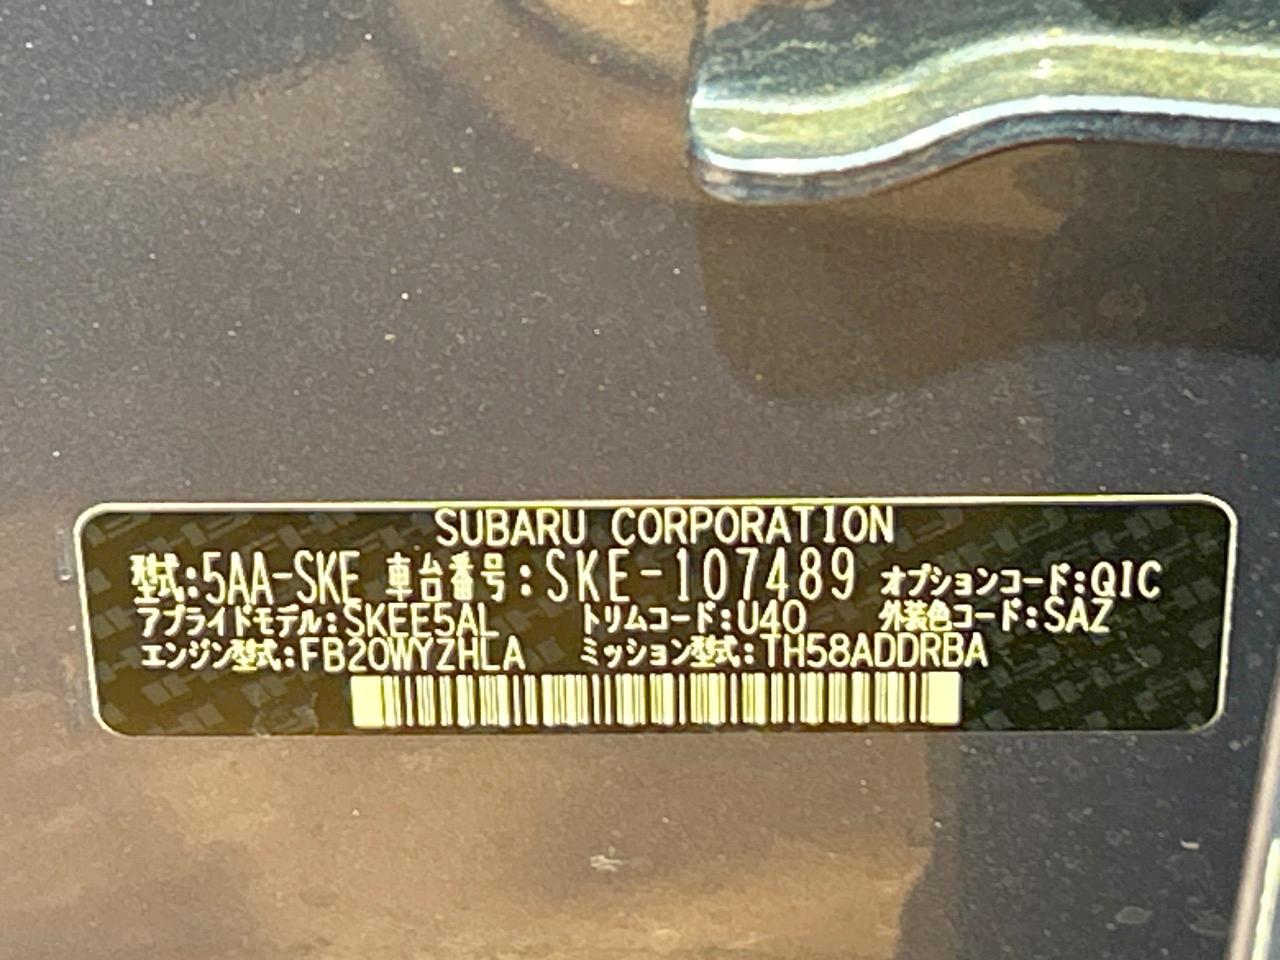 SUBARU CORPORATION
型式:5AA-SKE 車台番号:SKE-107489 オプションコード:QIC
アプライドモデル:SKEE5AL トリムコード:U40 外装色コード:SAZ
エンジン型式:FB20WYZHLA ミッション型式:TH58ADDRBA